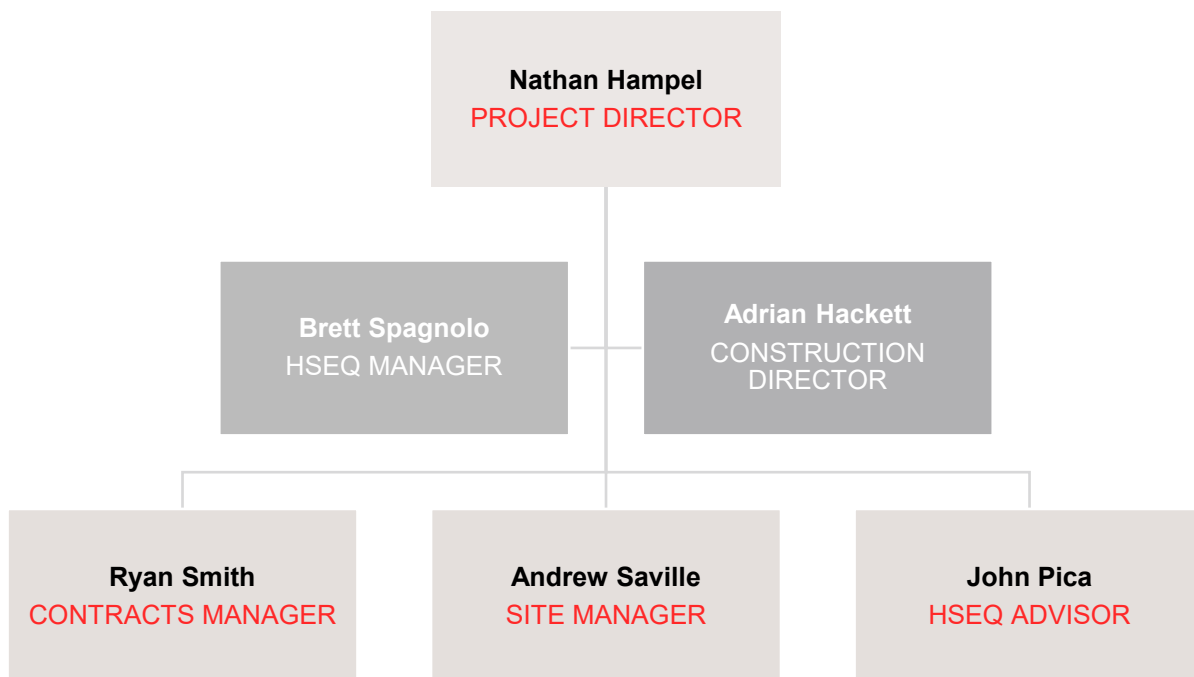 Nathan Hampel
PROJECT DIRECTOR
Brett Spagnolo
HSEQ MANAGER
Adrian Hackett
CONSTRUCTION
DIRECTOR
Ryan Smith
CONTRACTS MANAGER
Andrew Saville
SITE MANAGER
John Pica
HSEQ ADVISOR